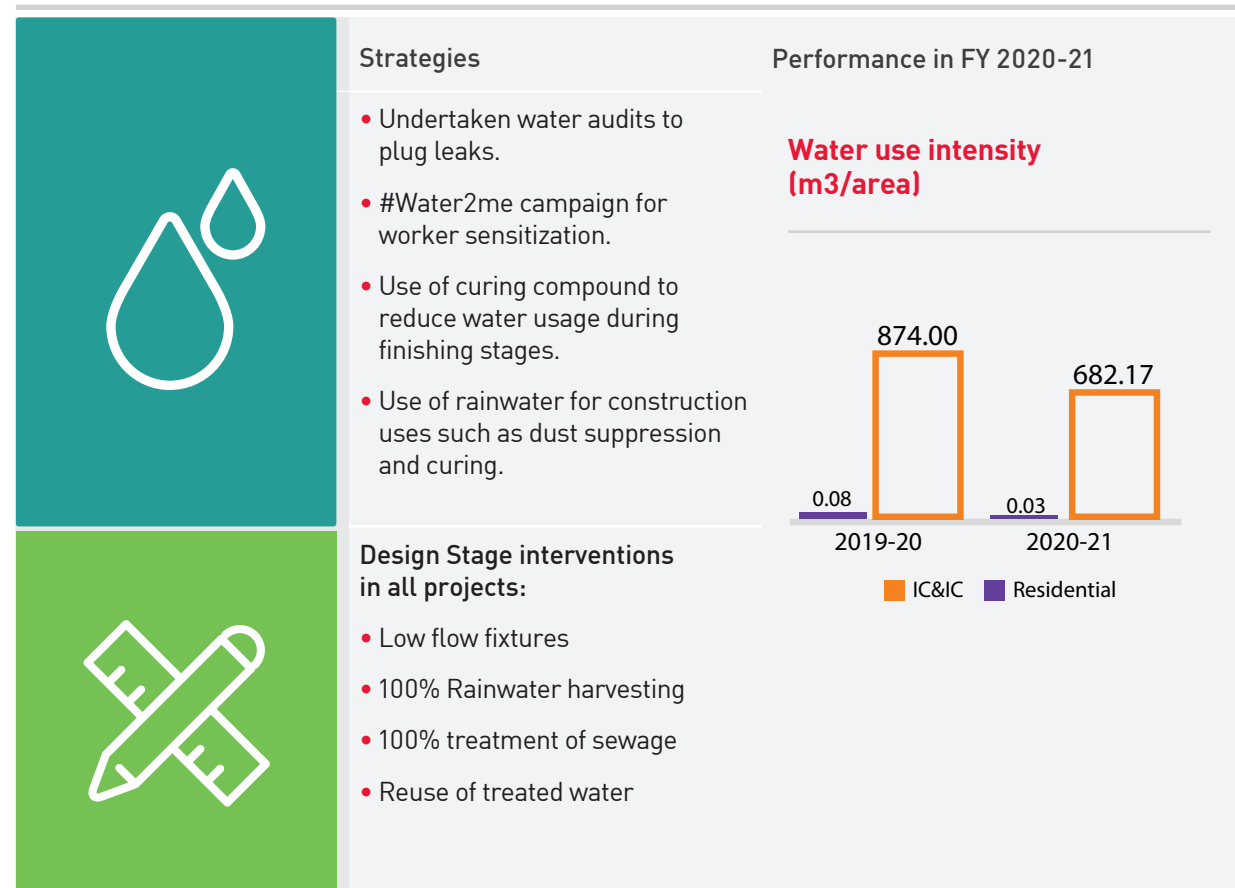 Strategies
• Undertaken water audits to
plug leaks.
• #Water2me campaign for
worker sensitization.
• Use of curing compound to
reduce water usage during
finishing stages.
• Use of rainwater for construction
uses such as dust suppression
and curing.
Design Stage interventions
in all projects:
• Low flow fixtures
• 100% Rainwater harvesting
• 100% treatment of sewage
• Reuse of treated water
Performance in FY 2020-21
Water use intensity
(m3/area)
874.00
682.17
0.08
0.03
2019-20 2020-21
IC&IC Residential